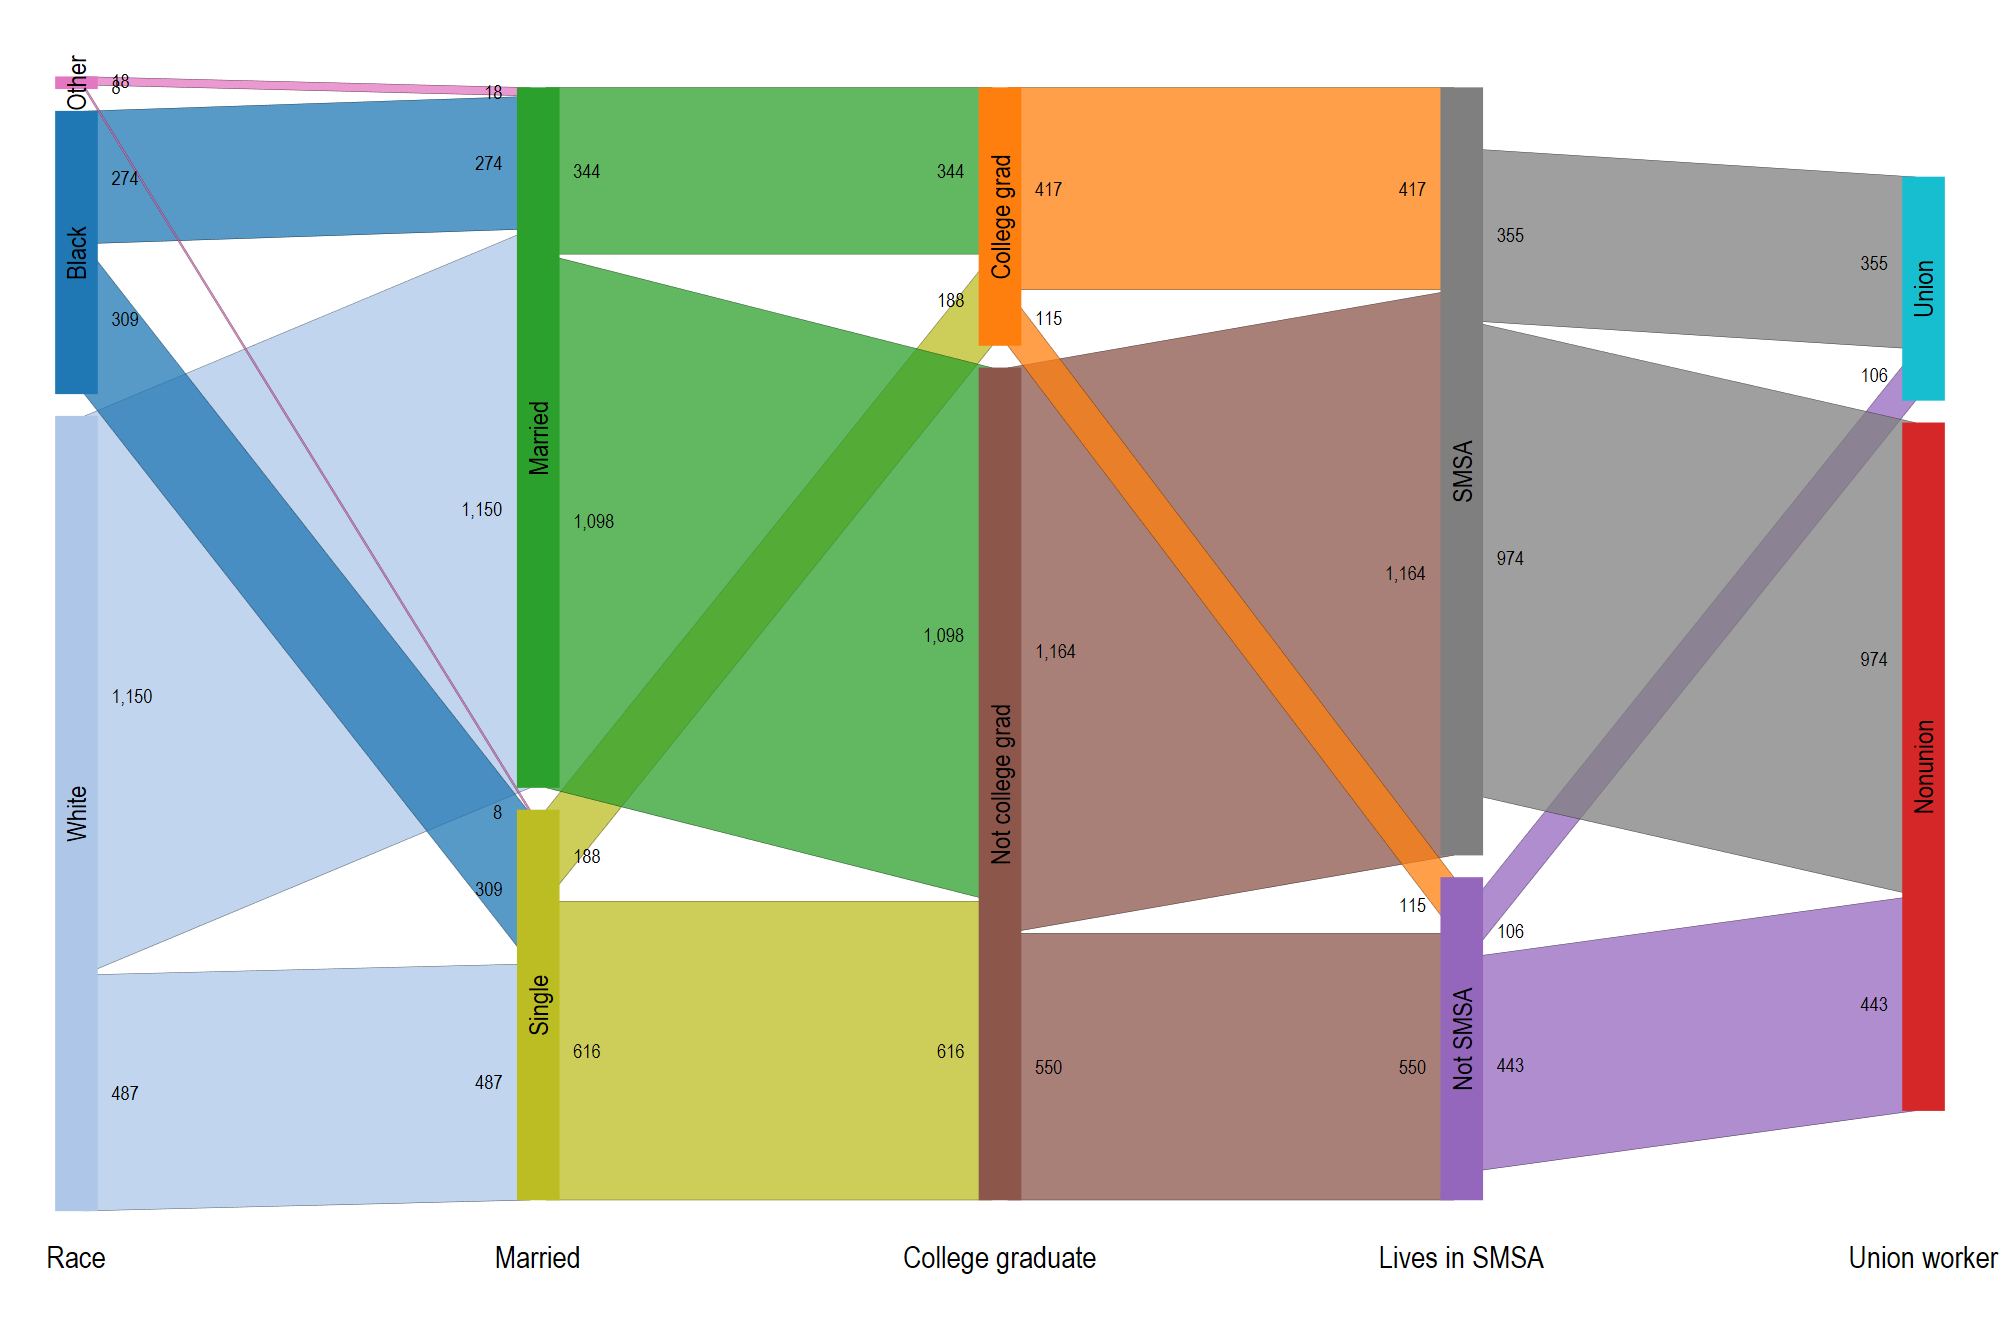 Other
18
8
Black
274
309
White
1,150
487
18
274
1,150
8
309
487
Married
344
1,098
Single
188
616
344
188
1,098
616
College grad
417
115
Not college grad
1,164
550
417
1,164
115
550
SMSA
355
974
Not SMSA
106
443
355
106
974
443
Union
Nonunion
Race
Married
College graduate
Lives in SMSA
Union worker